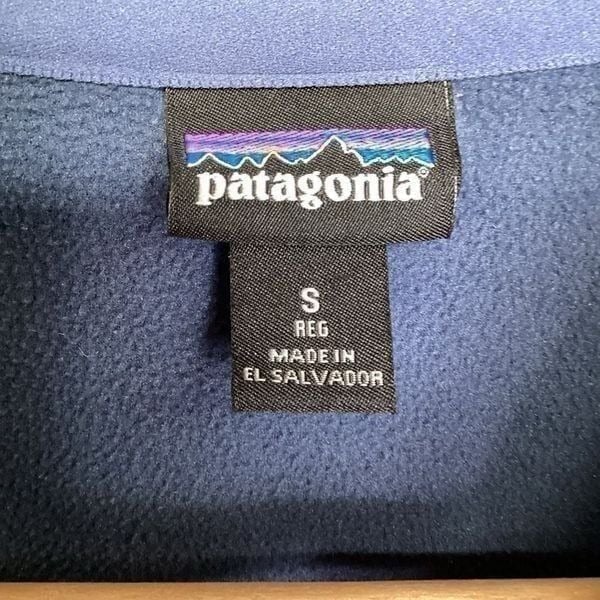 patagonia®
S
REG
MADE IN
EL SALVADOR